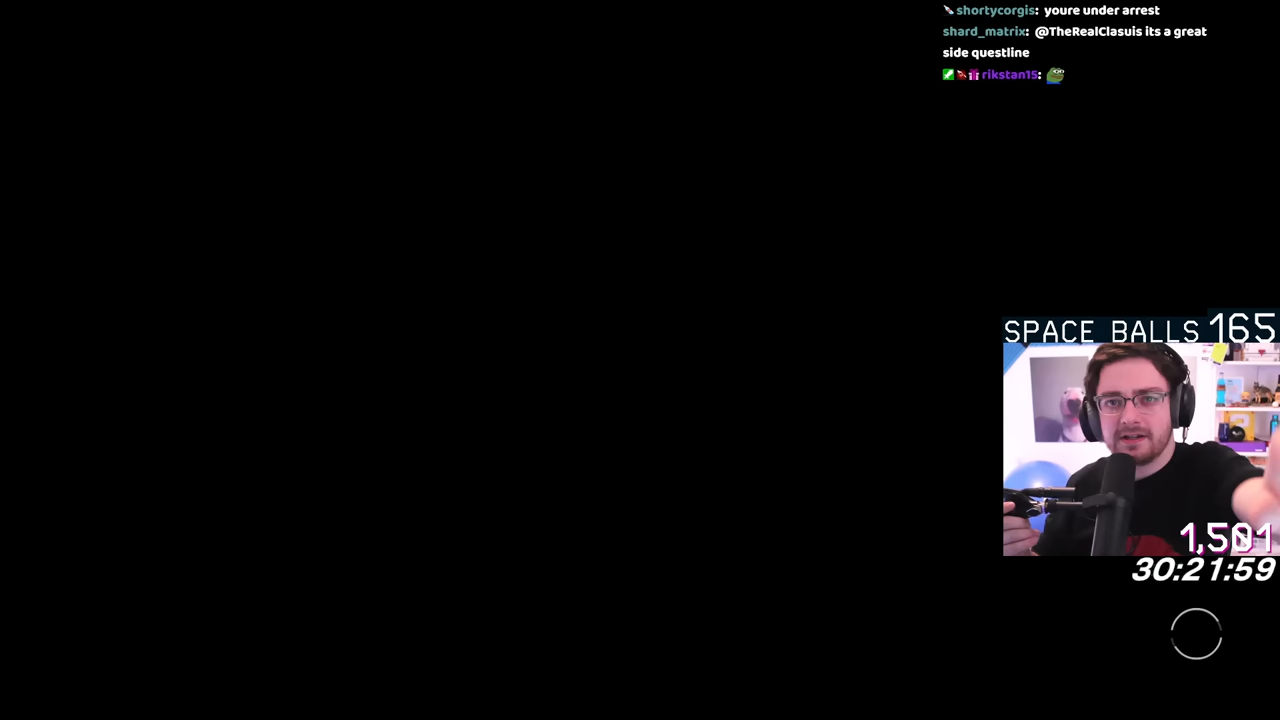 shortycorgis: youre under arrest
shard_matrix: @TheRealClasuis its a great
side questline
rikstan15:
SPACE BALLS 165
1,501
30:21:59